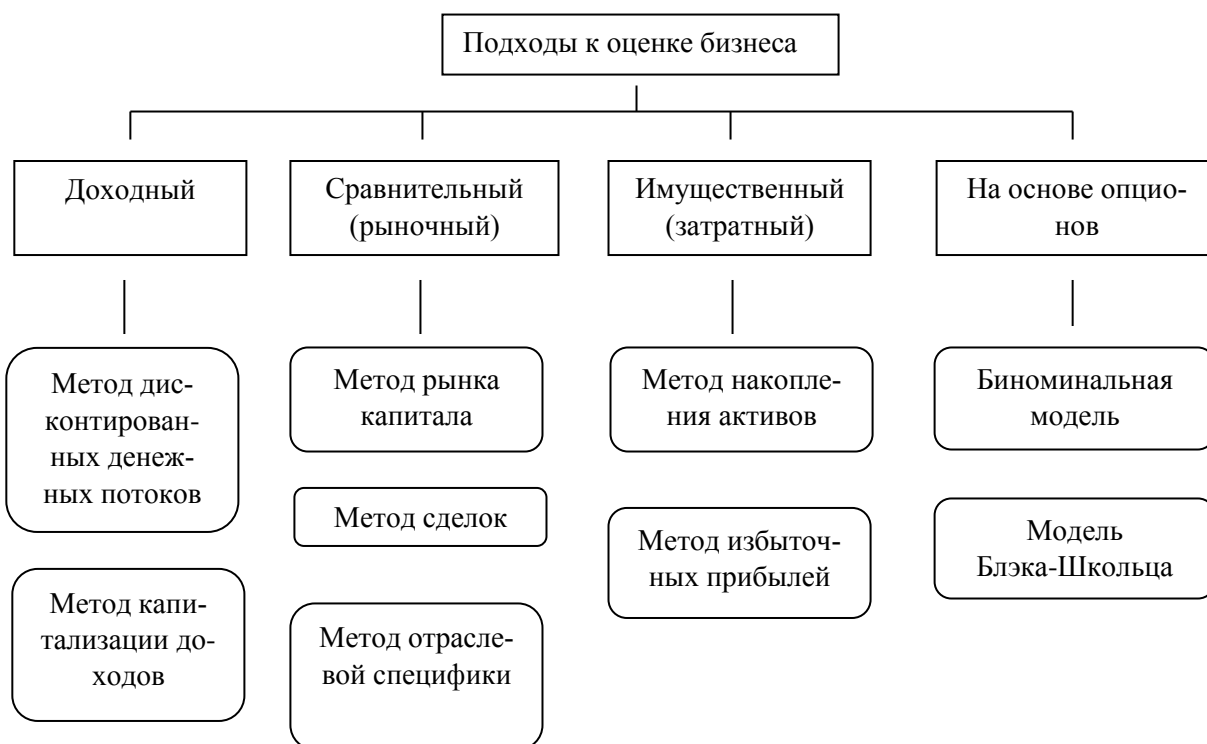 Подходы к оценке бизнеса
Доходный
Сравнительный
(рыночный)
Имущественный
(затратный)
На основе опцио-
нов
Метод дис-
контирован-
ных денеж-
ных потоков
Метод капи-
тализации до-
ходов
Метод рынка
капитала
Метод сделок
Метод отрасле-
вой специфики
Метод накопле-
ния активов
Метод избыточ-
ных прибылей
Биноминальная
модель
Модель
Блэка-Школьца